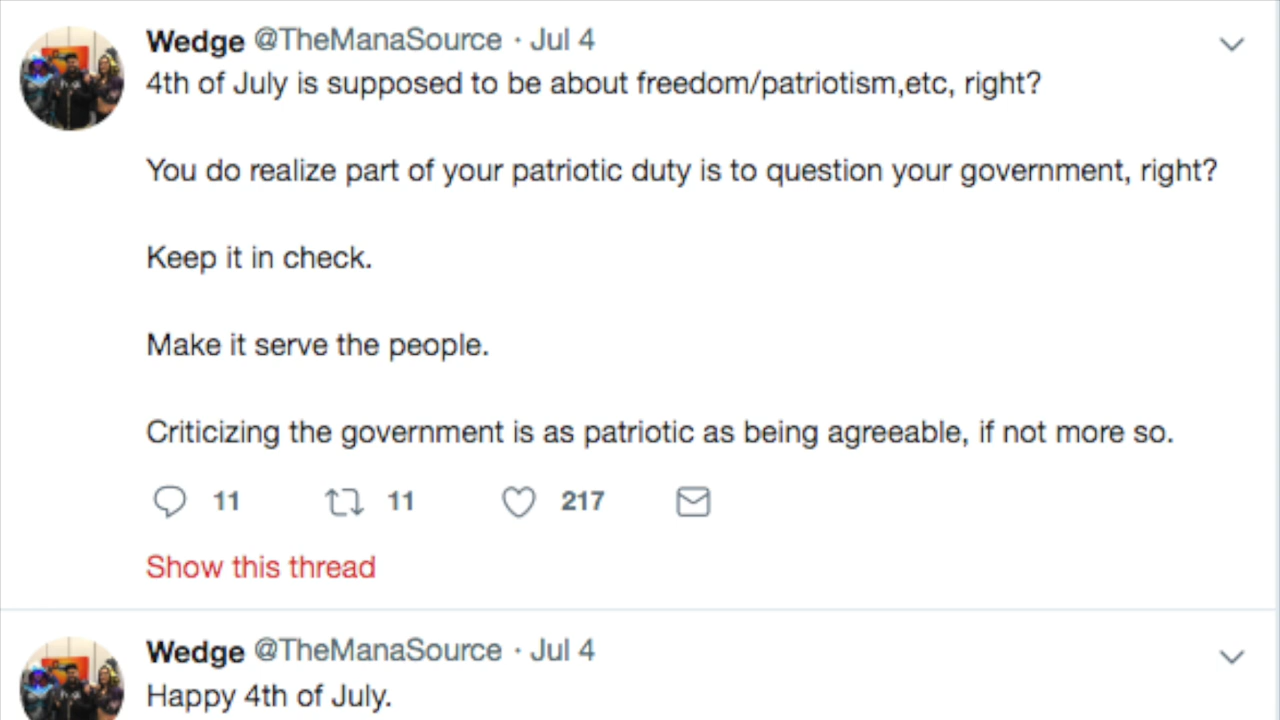 Wedge @TheManaSource · Jul 4
4th of July is supposed to be about freedom/patriotism,etc, right?
You do realize part of your patriotic duty is to question your government, right?
Keep it in check.
Make it serve the people.
Criticizing the government is as patriotic as being agreeable, if not more so.
11 11 217
Show this thread
Wedge @TheManaSource · Jul 4
Happy 4th of July.